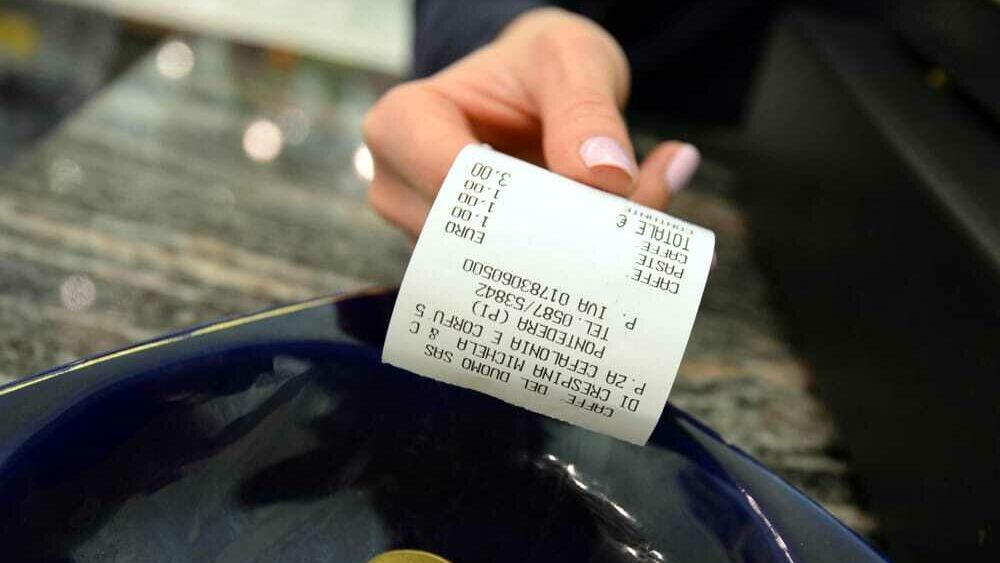 CAFFE' DEL DUOMO SAS
DI CRESPINA MICHELA & C
P.ZA CEFALONIA E CORFU 5
PONTEDERA (PI)
TEL. 0587/53842
P. IVA 01783060500
EURO
CAFFE' 1.00
PASTE 1.00
CAFFE' 1.00
TOTALE € 3.00
CONTANTE